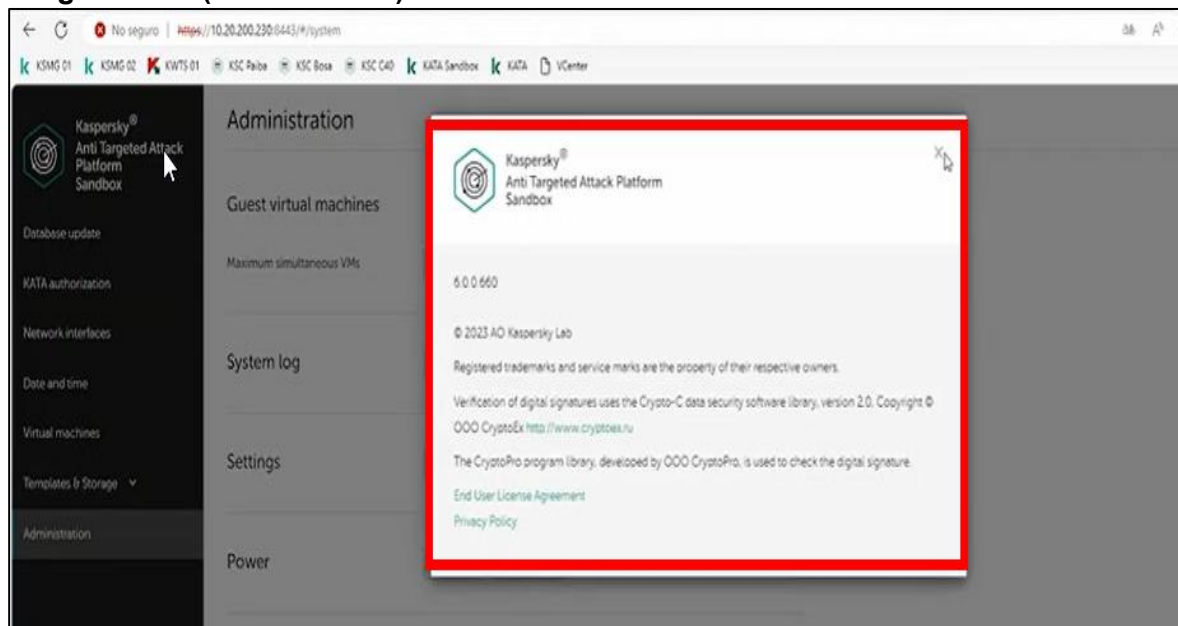 No seguro | https://10.20.200.230:8443/#/system
KSMG 01 KSMG 02 KWTS 01 KSC Paiba KSC Bosa KSC C40 KATA Sandbox KATA VCenter
Kaspersky®
Anti Targeted Attack
Platform
Sandbox
Database update
KATA authorization
Network interfaces
Date and time
Virtual machines
Templates & Storage
Administration
Administration
Guest virtual machines
Maximum simultaneous VMs
System log
Settings
Power
Kaspersky®
Anti Targeted Attack Platform
Sandbox
6.0.0.660
© 2023 AO Kaspersky Lab
Registered trademarks and service marks are the property of their respective owners.
Verification of digital signatures uses the Crypto-C data security software library, version 2.0, Copyright ©
OOO CryptoEx http://www.cryptoex.ru
The CryptoPro program library, developed by OOO CryptoPro, is used to check the digital signature.
End User License Agreement
Privacy Policy